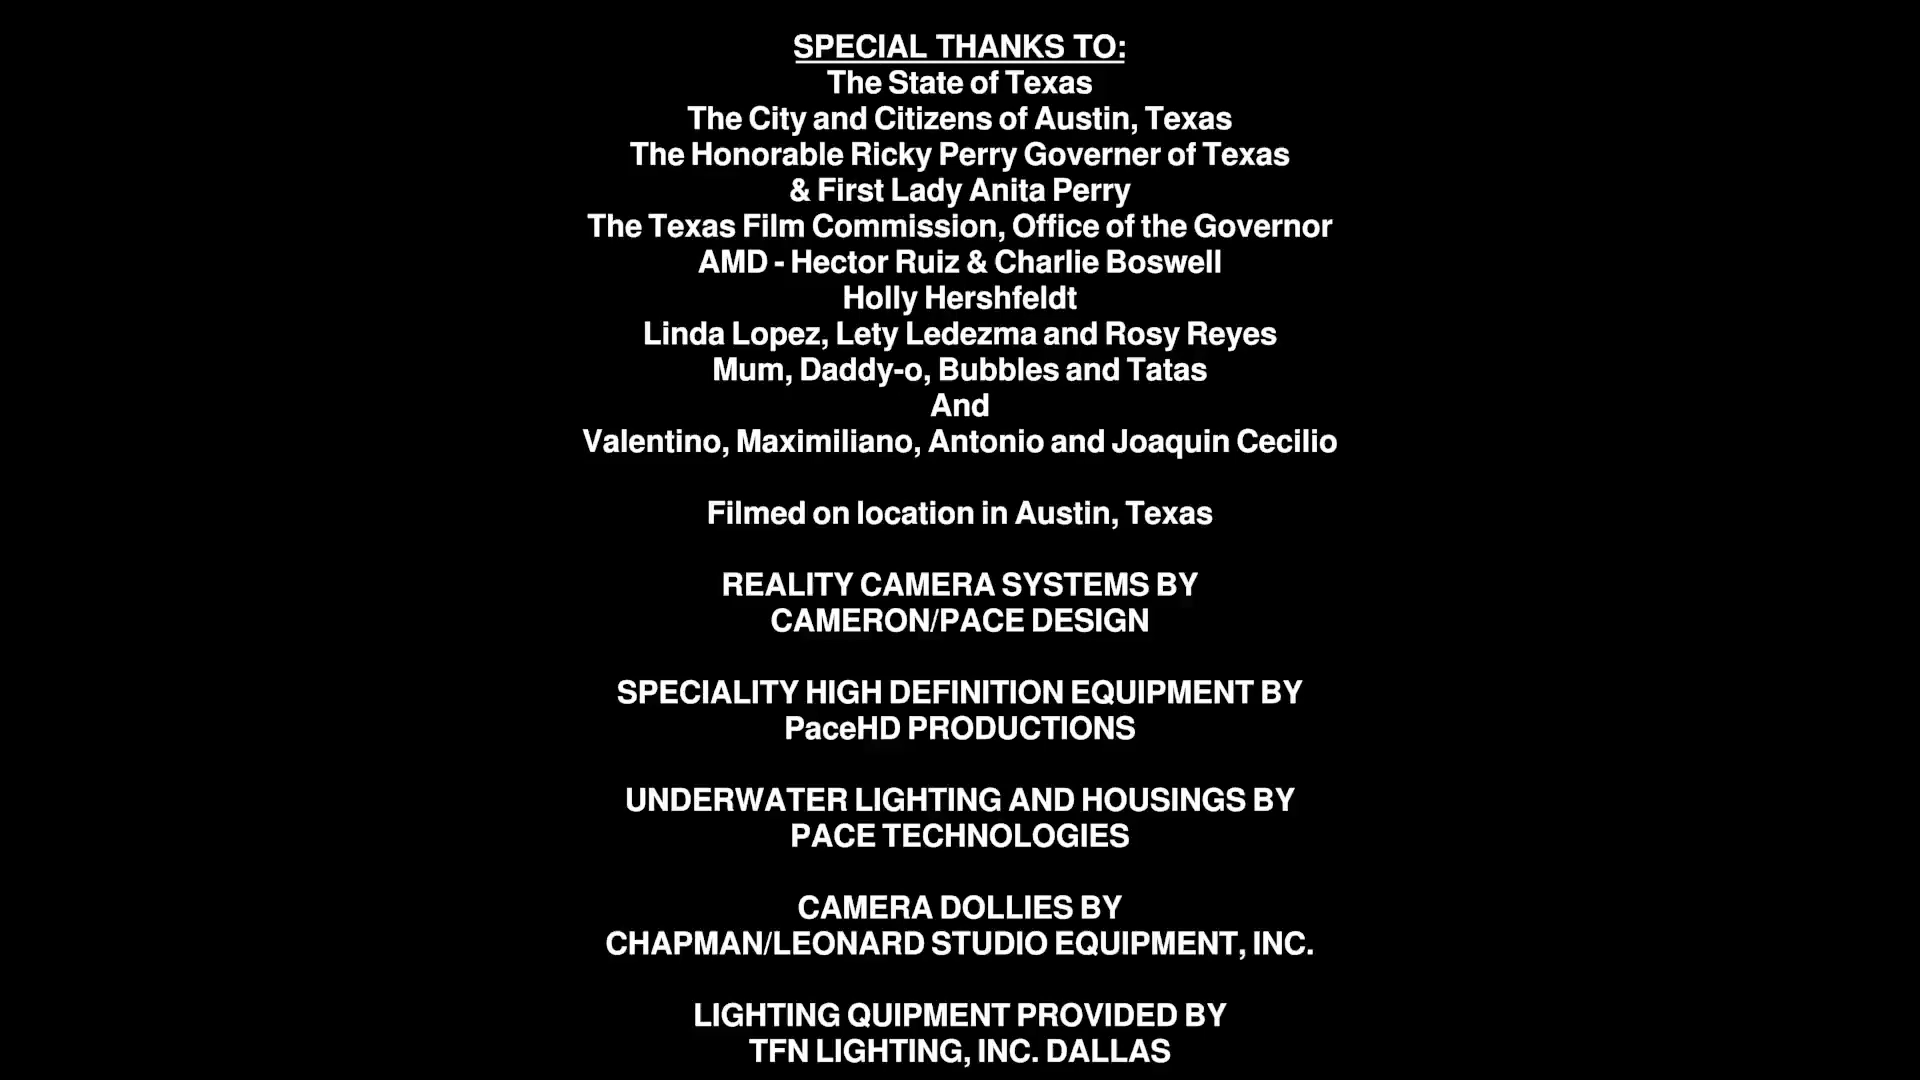 SPECIAL THANKS TO:
The State of Texas
The City and Citizens of Austin, Texas
The Honorable Ricky Perry Governer of Texas
& First Lady Anita Perry
The Texas Film Commission, Office of the Governor
AMD - Hector Ruiz & Charlie Boswell
Holly Hershfeldt
Linda Lopez, Lety Ledezma and Rosy Reyes
Mum, Daddy-o, Bubbles and Tatas
And
Valentino, Maximiliano, Antonio and Joaquin Cecilio
Filmed on location in Austin, Texas
REALITY CAMERA SYSTEMS BY
CAMERON/PACE DESIGN
SPECIALITY HIGH DEFINITION EQUIPMENT BY
PaceHD PRODUCTIONS
UNDERWATER LIGHTING AND HOUSINGS BY
PACE TECHNOLOGIES
CAMERA DOLLIES BY
CHAPMAN/LEONARD STUDIO EQUIPMENT, INC.
LIGHTING QUIPMENT PROVIDED BY
TFN LIGHTING, INC. DALLAS